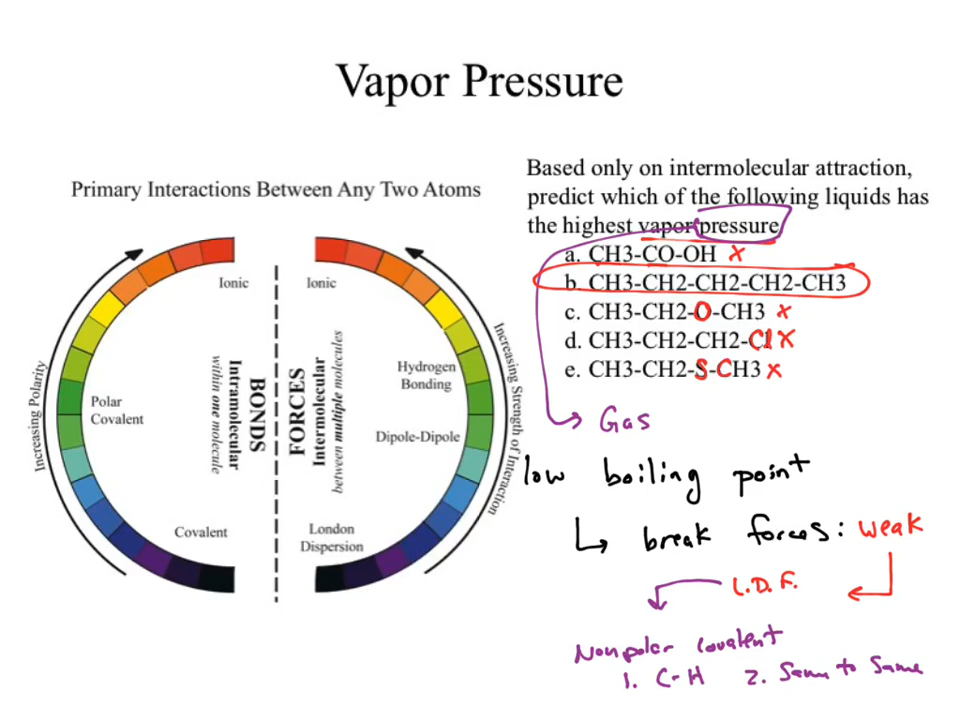 Vapor Pressure
Primary Interactions Between Any Two Atoms
Increasing Polarity
Ionic
Polar
Covalent
Covalent
BONDS
Intramolecular
within one molecule
FORCES
Intermolecular
between multiple molecules
Ionic
Hydrogen
Bonding
Dipole-Dipole
London
Dispersion
Increasing Strength of Interaction
Based only on intermolecular attraction,
predict which of the following liquids has
the highest vapor pressure
a. CH3-CO-OH x
b. CH3-CH2-CH2-CH2-CH3
c. CH3-CH2-O-CH3 x
d. CH3-CH2-CH2-Cl x
e. CH3-CH2-S-CH3 x
Gas
low boiling point
break forces: weak
L.D.F.
Nonpolar covalent
1. C-H 2. Same to Same